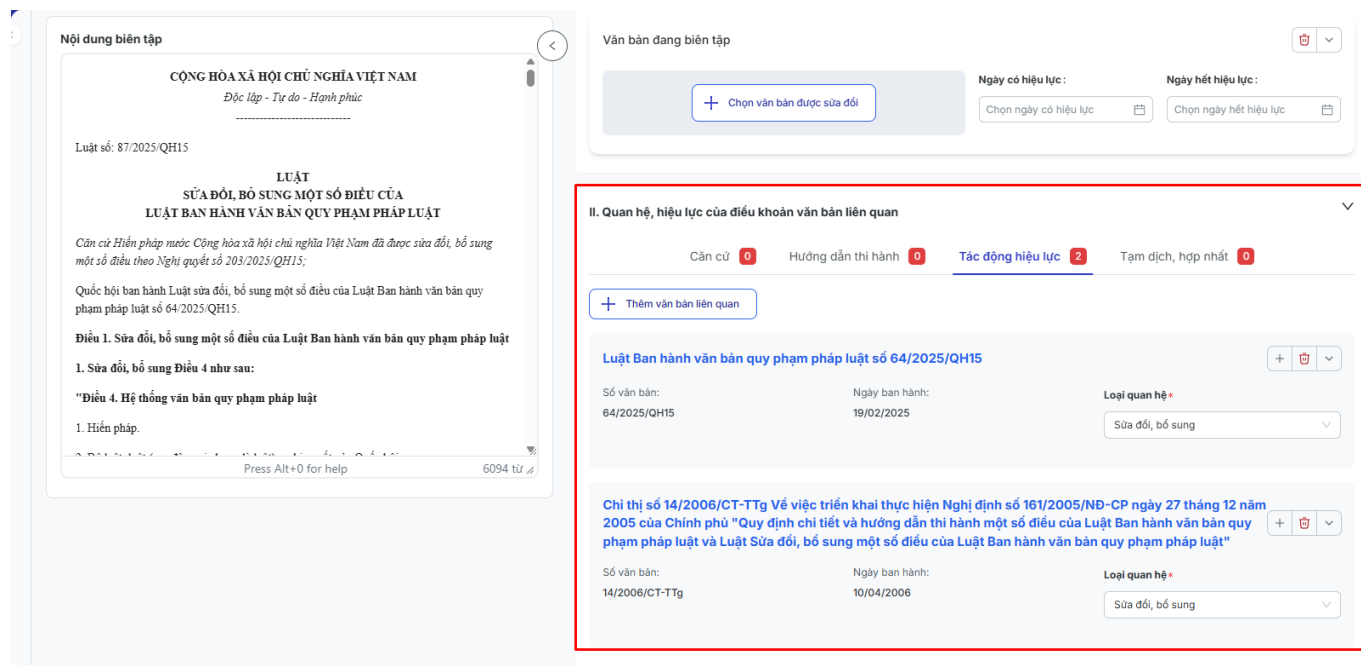 Nội dung biên tập
CỘNG HÒA XÃ HỘI CHỦ NGHĨA VIỆT NAM
Độc lập - Tự do - Hạnh phúc
-----------------------------
Luật số: 87/2025/QH15
LUẬT
SỬA ĐỔI, BỔ SUNG MỘT SỐ ĐIỀU CỦA
LUẬT BAN HÀNH VĂN BẢN QUY PHẠM PHÁP LUẬT
Căn cứ Hiến pháp nước Cộng hòa xã hội chủ nghĩa Việt Nam đã được sửa đổi, bổ sung
một số điều theo Nghị quyết số 203/2025/QH15;
Quốc hội ban hành Luật sửa đổi, bổ sung một số điều của Luật Ban hành văn bản quy
phạm pháp luật số 64/2025/QH15.
Điều 1. Sửa đổi, bổ sung một số điều của Luật Ban hành văn bản quy phạm pháp luật
1. Sửa đổi, bổ sung Điều 4 như sau:
"Điều 4. Hệ thống văn bản quy phạm pháp luật
1. Hiến pháp.
Press Alt+0 for help
6094 từ
Văn bản đang biên tập
Chọn văn bản được sửa đổi
Ngày có hiệu lực :
Ngày hết hiệu lực :
Chọn ngày có hiệu lực
Chọn ngày hết hiệu lực
II. Quan hệ, hiệu lực của điều khoản văn bản liên quan
Căn cứ 0 Hướng dẫn thi hành 0 Tác động hiệu lực 2 Tạm dịch, hợp nhất 0
Thêm văn bản liên quan
Luật Ban hành văn bản quy phạm pháp luật số 64/2025/QH15
Số văn bản:
Ngày ban hành:
Loại quan hệ*
64/2025/QH15
19/02/2025
Sửa đổi, bổ sung
Chỉ thị số 14/2006/CT-TTg Về việc triển khai thực hiện Nghị định số 161/2005/NĐ-CP ngày 27 tháng 12 năm
2005 của Chính phủ "Quy định chi tiết và hướng dẫn thi hành một số điều của Luật Ban hành văn bản quy
phạm pháp luật và Luật Sửa đổi, bổ sung một số điều của Luật Ban hành văn bản quy phạm pháp luật"
Số văn bản:
Ngày ban hành:
Loại quan hệ*
14/2006/CT-TTg
10/04/2006
Sửa đổi, bổ sung